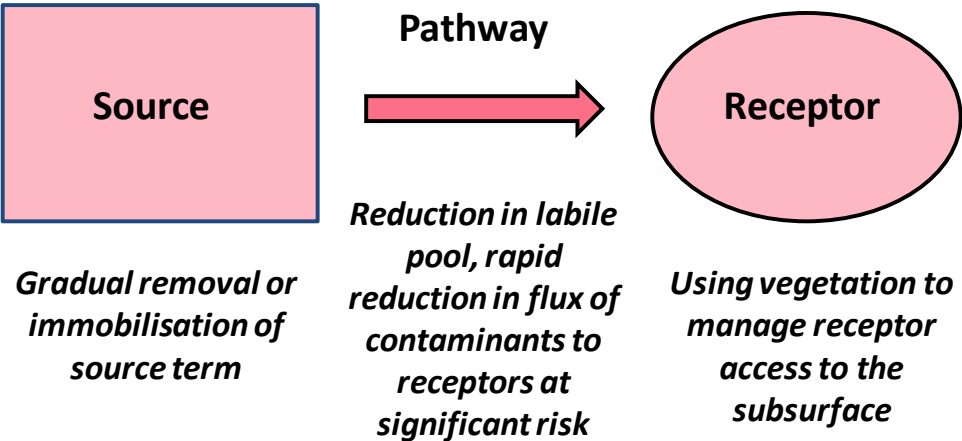 Source
Pathway
Receptor
Gradual removal or
immobilisation of
source term
Reduction in labile
pool, rapid
reduction in flux of
contaminants to
receptors at
significant risk
Using vegetation to
manage receptor
access to the
subsurface